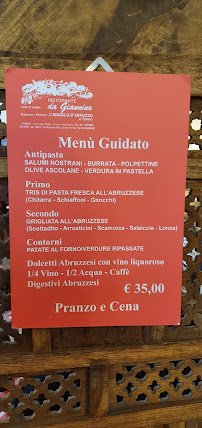 RISTORANTE
da Giannino
L'ANGOLO D'ABRUZZO
Menù Guidato
Antipasto
SALUMI NOSTRANI - BURRATA - POLPETTINE
OLIVE ASCOLANE - VERDURA IN PASTELLA
Primo
TRIS DI PASTA FRESCA ALL'ABRUZZESE
(Chitarra - Schiaffoni - Gnocchi)
Secondo
GRIGLIATA ALL'ABRUZZESE
(Scottadito - Arrosticini - Scamorza - Salsiccia - Lonza)
Contorni
PATATE AL FORNO/VERDURE RIPASSATE
Dolcetti Abruzzesi con vino liquoroso
1/4 Vino - 1/2 Acqua - Caffè
Digestivi Abruzzesi
€ 35,00
Pranzo e Cena